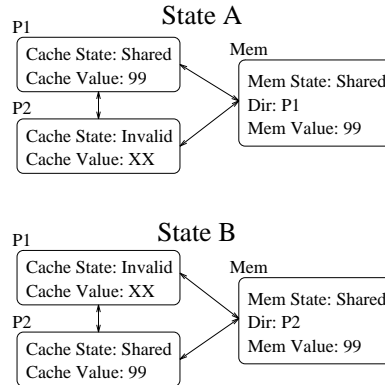 State A
P1
Cache State: Shared
Cache Value: 99
P2
Cache State: Invalid
Cache Value: XX
Mem
Mem State: Shared
Dir: P1
Mem Value: 99
State B
P1
Cache State: Invalid
Cache Value: XX
P2
Cache State: Shared
Cache Value: 99
Mem
Mem State: Shared
Dir: P2
Mem Value: 99